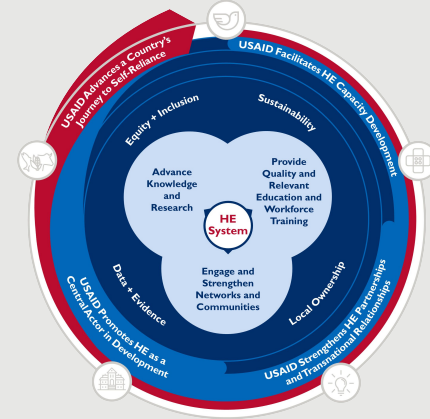 USAID Advances a Country's
Journey to Self-Reliance
USAID Facilitates HE Capacity Development
Equity + Inclusion
Sustainability
Advance
Knowledge
and
Research
Provide
Quality and
Relevant
Education and
Workforce
Training
HE
System
Engage and
Strengthen
Networks and
Communities
Data + Evidence
Local Ownership
USAID Promotes HE as a
Central Actor in Development
USAID Strengthens HE Partnerships
and Transnational Relationships